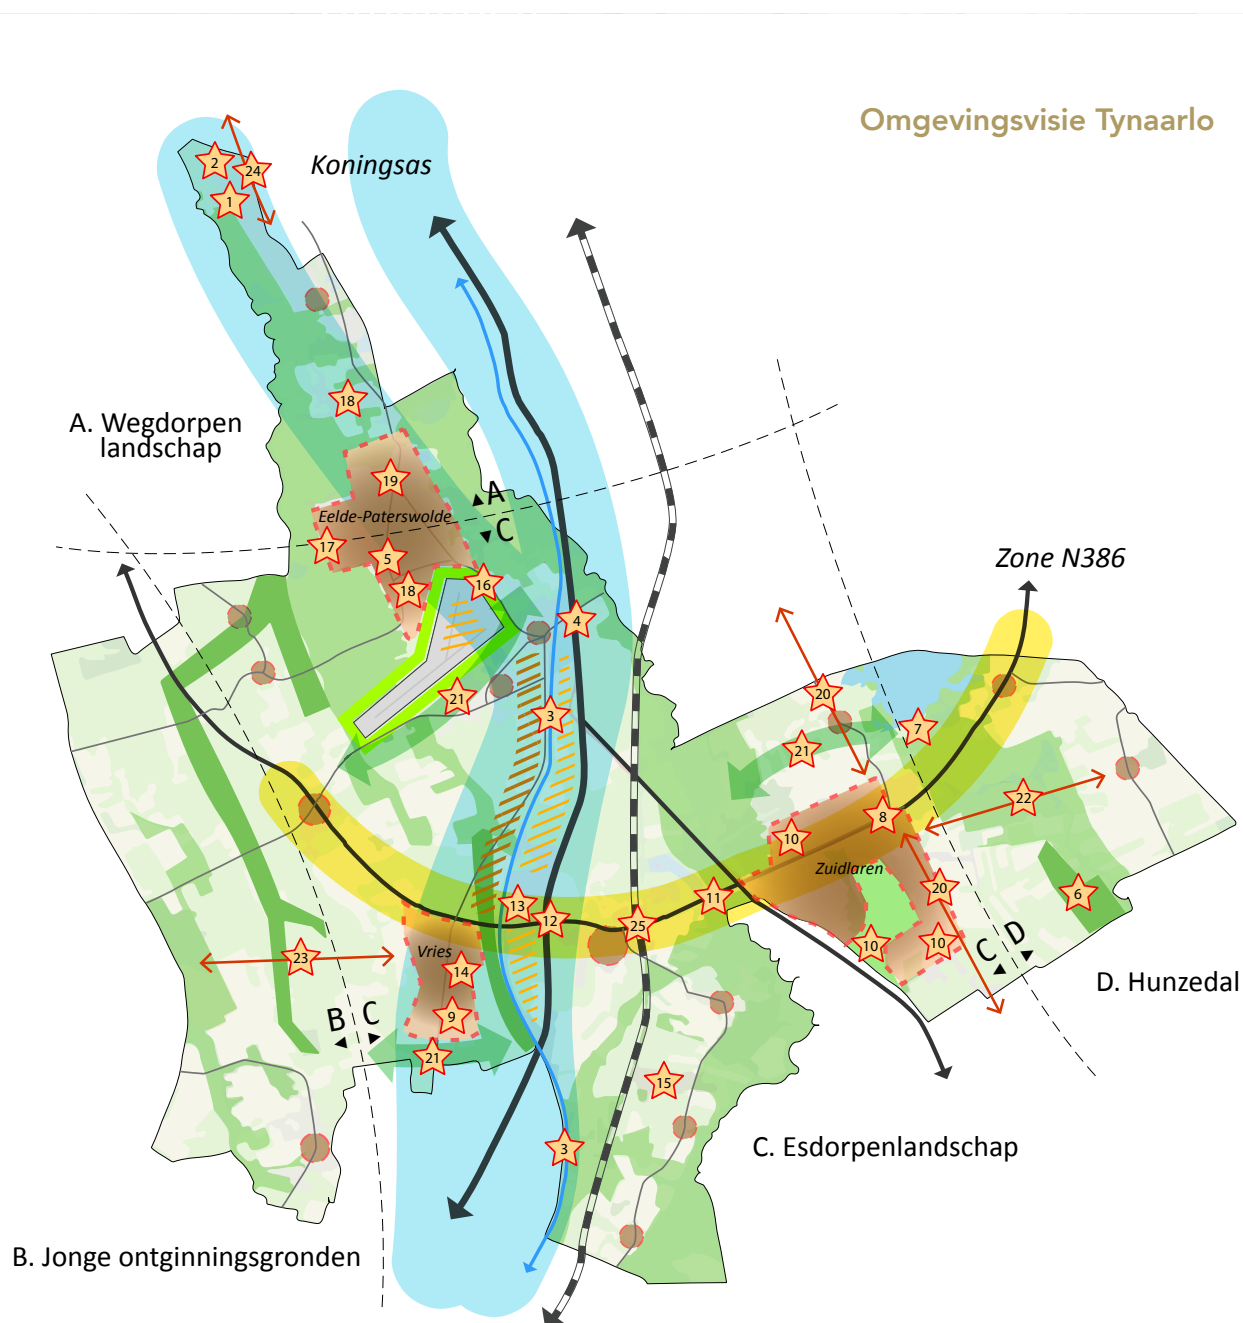 Omgevingsvisie Tynaarlo
2
24
1
Koningsas
18
A. Wegdorpen
landschap
19
A
Eelde-Paterswolde
C
17
5
18
16
Zone N386
4
20
21
3
7
21
22
8
10
Zuidlaren
11
20
6
13
12
25
10
10
C
D
Vries
14
23
D. Hunzedal
9
B
C
21
15
3
C. Esdorpenlandschap
B. Jonge ontginningsgronden